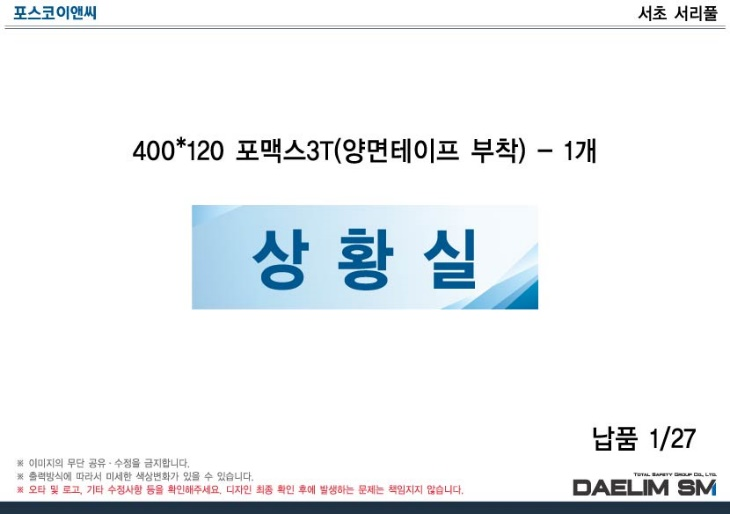 포스코이앤씨 서초 서리풀
400*120 포맥스3T(양면테이프 부착) - 1개
상황실
납품 1/27
※ 이미지의 무단 공유 · 수정을 금지합니다.
※ 출력방식에 따라서 미세한 색상변화가 있을 수 있습니다.
※ 오타 및 로고, 기타 수정사항 등을 확인해주세요. 디자인 최종 확인 후에 발생하는 문제는 책임지지 않습니다.
TOTAL SAFETY GROUP CO., LTD.
DAELIM SM